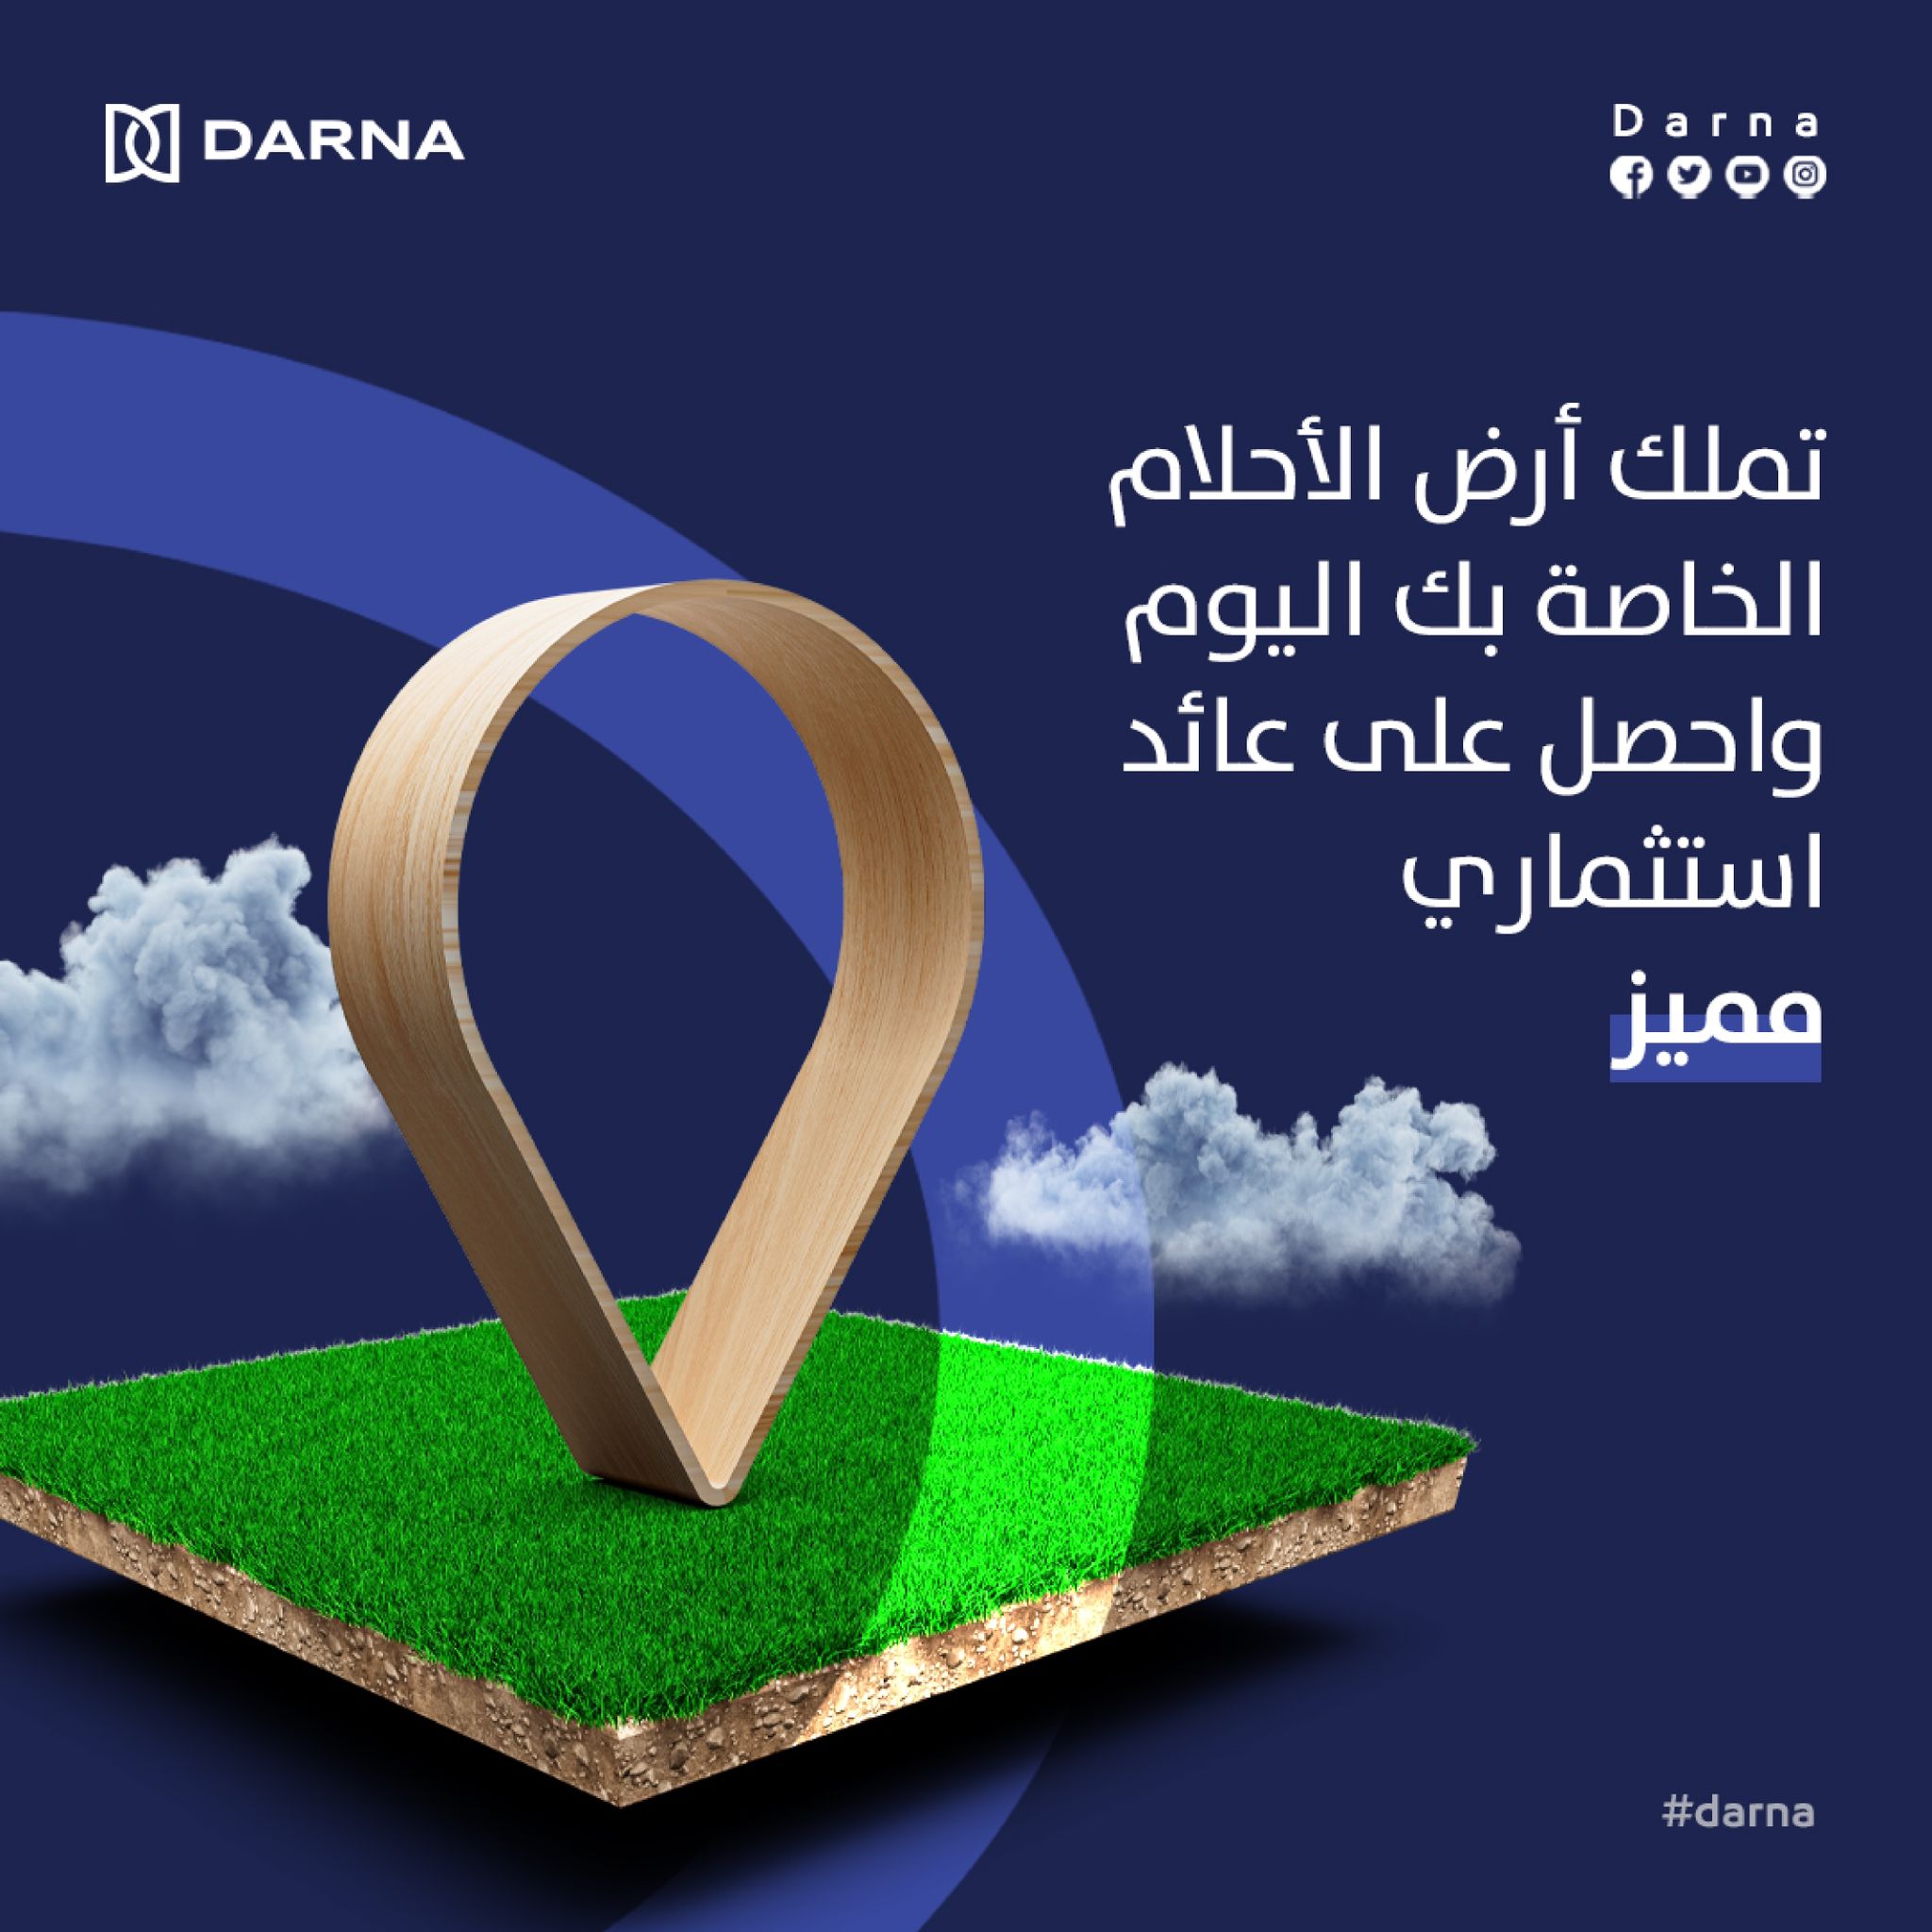 DARNA
Darna
تملك أرض الأحلام
الخاصة بك اليوم
واحصل على عائد
استثماري
مميز
#darna